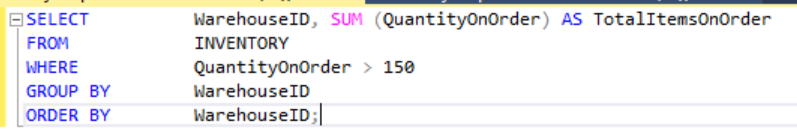 SELECT WarehouseID, SUM (QuantityOnOrder) AS TotalItemsOnOrder
FROM INVENTORY
WHERE QuantityOnOrder > 150
GROUP BY WarehouseID
ORDER BY WarehouseID;